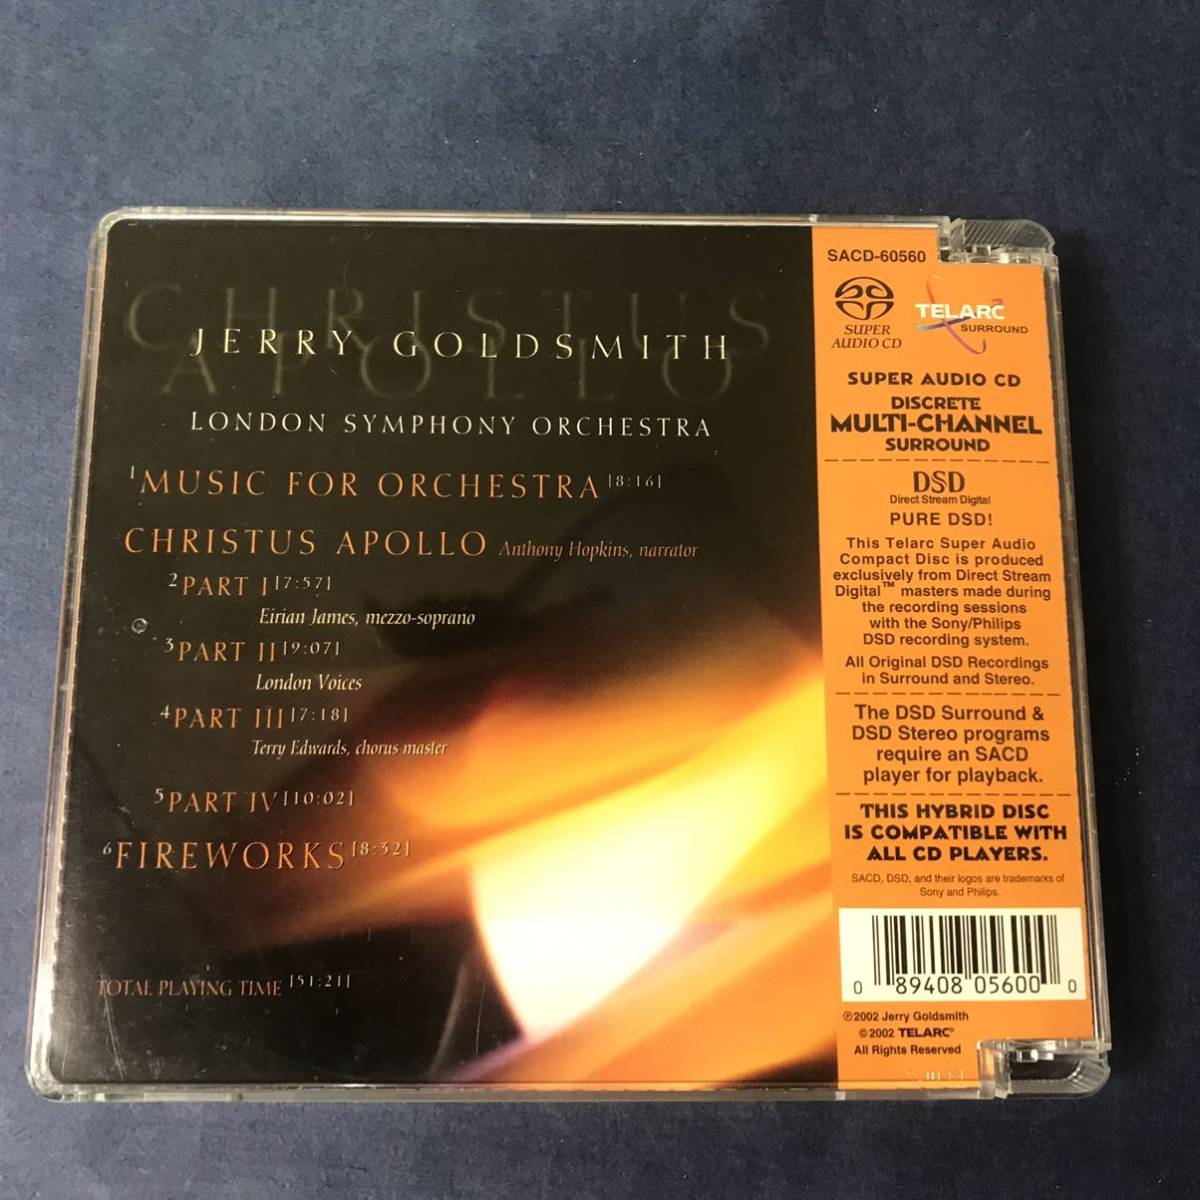 CHRISTUS
APOLLO
JERRY GOLDSMITH
LONDON SYMPHONY ORCHESTRA
1 MUSIC FOR ORCHESTRA [8:16]
CHRISTUS APOLLO Anthony Hopkins, narrator
2 PART I [7:57]
Eirian James, mezzo-soprano
3 PART II [9:07]
London Voices
4 PART III [7:18]
Terry Edwards, chorus master
5 PART IV [10:02]
6 FIREWORKS [8:32]
TOTAL PLAYING TIME [51:21]
SACD-60560
SUPER
AUDIO CD
TELARC
SURROUND
SUPER AUDIO CD
DISCRETE
MULTI-CHANNEL
SURROUND
DSD
Direct Stream Digital
PURE DSD!
This Telarc Super Audio
Compact Disc is produced
exclusively from Direct Stream
Digital™ masters made during
the recording sessions
with the Sony/Philips
DSD recording system.
All Original DSD Recordings
in Surround and Stereo.
The DSD Surround &
DSD Stereo programs
require an SACD
player for playback.
THIS HYBRID DISC
IS COMPATIBLE WITH
ALL CD PLAYERS.
SACD, DSD, and their logos are trademarks of
Sony and Philips.
0 89408 05600 0
℗2002 Jerry Goldsmith
©2002 TELARC®
All Rights Reserved